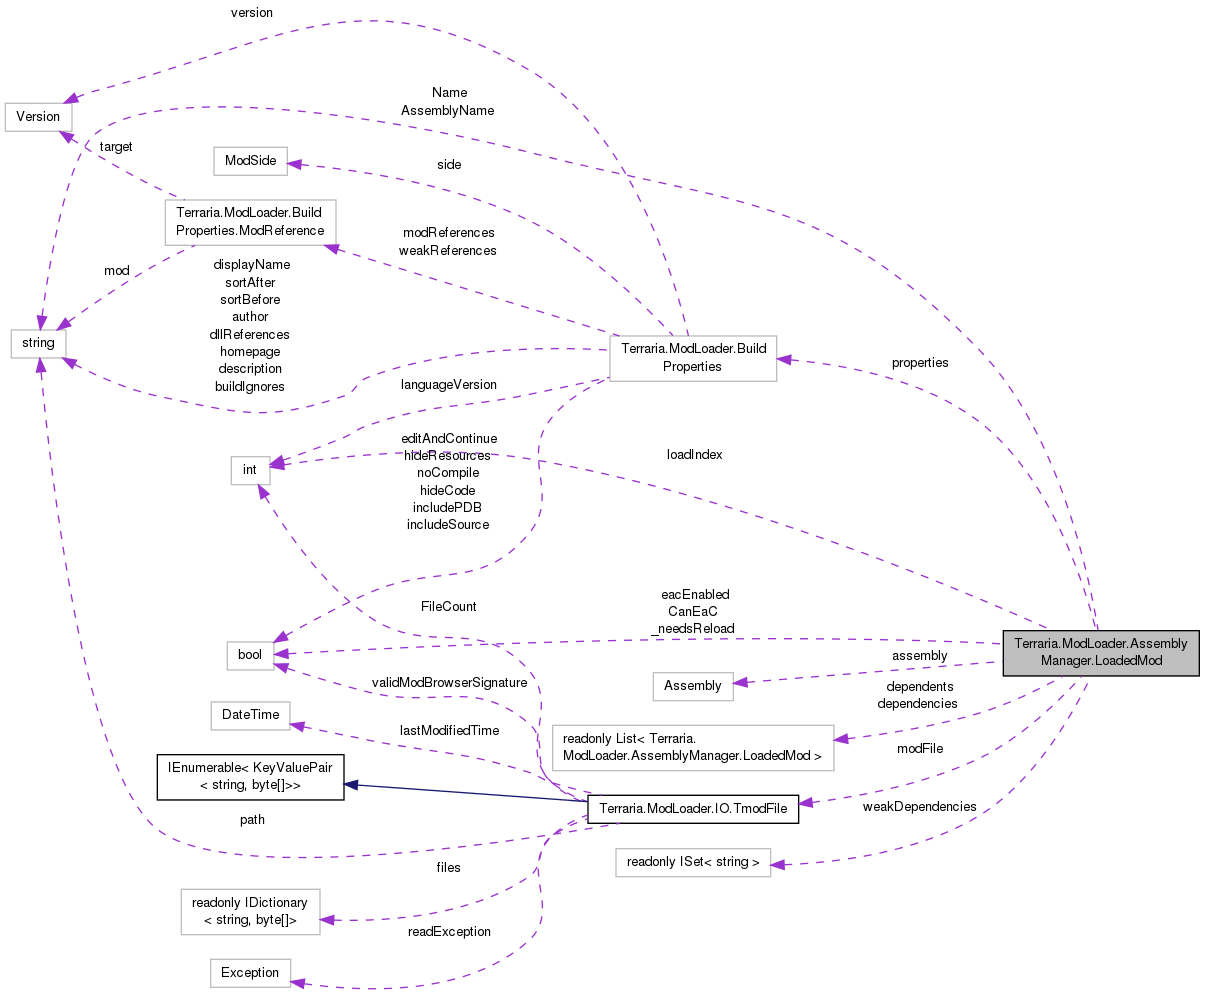 version
Name
AssemblyName
Version
target
ModSide
side
Terraria.ModLoader.Build
Properties.ModReference
modReferences
weakReferences
mod
displayName
sortAfter
sortBefore
author
dllReferences
homepage
description
buildIgnores
string
Terraria.ModLoader.Build
Properties
properties
languageVersion
editAndContinue
hideResources
noCompile
hideCode
includePDB
includeSource
loadIndex
int
FileCount
eacEnabled
CanEaC
_needsReload
bool
Terraria.ModLoader.Assembly
Manager.LoadedMod
assembly
Assembly
validModBrowserSignature
dependents
dependencies
DateTime
lastModifiedTime
readonly List< Terraria.
ModLoader.AssemblyManager.LoadedMod >
modFile
IEnumerable< KeyValuePair
< string, byte[]>>
Terraria.ModLoader.IO.TmodFile
weakDependencies
path
readonly ISet< string >
files
readonly IDictionary
< string, byte[]>
readException
Exception